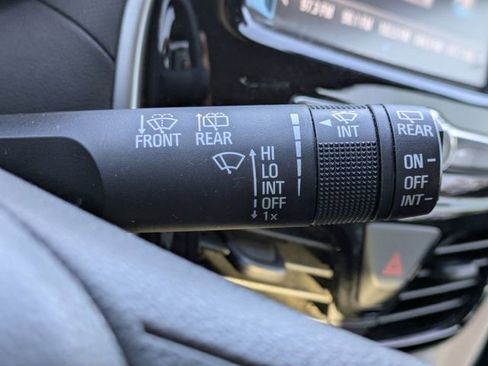 FRONT
REAR
HI
LO
INT
OFF
1x
INT
REAR
ON
OFF
INT